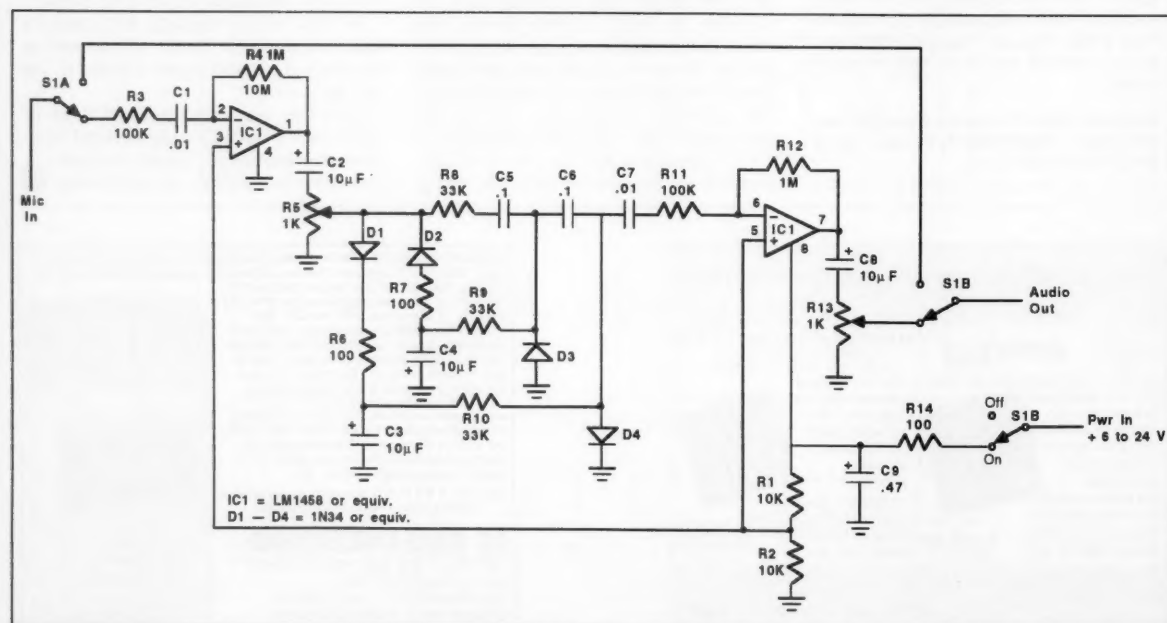 R4 1M
10M
S1A
R3
100K
C1
.01
2
3
IC1
1
4
Mic
In
C2
10μF
R5
1K
D1
D2
R8
33K
C5
.1
C6
.1
C7
.01
R11
100K
R12
1M
6
5
IC1
7
8
C8
10μF
R13
1K
S1B
Audio
Out
R7
100
R9
33K
R6
100
C4
10μF
D3
R10
33K
C3
10μF
D4
R14
100
Off
S1B
On
Pwr In
+ 6 to 24 V
C9
.47
R1
10K
R2
10K
IC1 = LM1458 or equiv.
D1 — D4 = 1N34 or equiv.